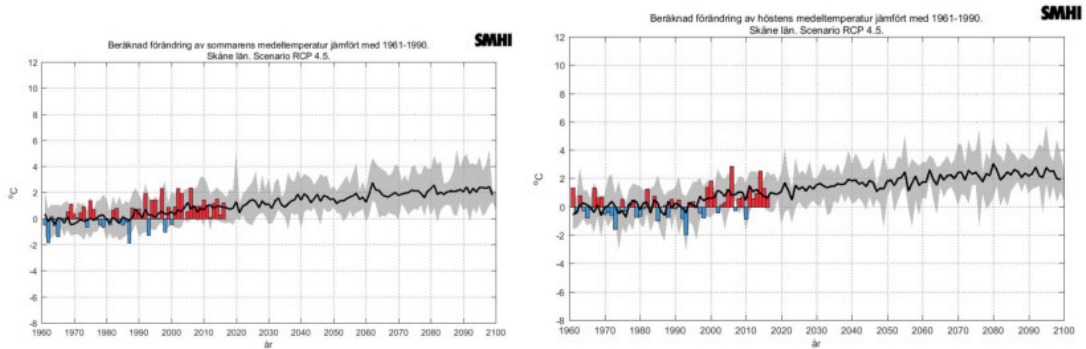 Beräknad förändring av sommarens medeltemperatur jämfört med 1961-1990.
Skåne län. Scenario RCP 4.5.
SMHI
12
10
8
6
4
2
0
-2
-4
-6
-8
°C
1960 1970 1980 1990 2000 2010 2020 2030 2040 2050 2060 2070 2080 2090 2100
år
Beräknad förändring av höstens medeltemperatur jämfört med 1961-1990.
Skåne län. Scenario RCP 4.5.
SMHI
12
10
8
6
4
2
0
-2
-4
-6
-8
°C
1960 1970 1980 1990 2000 2010 2020 2030 2040 2050 2060 2070 2080 2090 2100
år